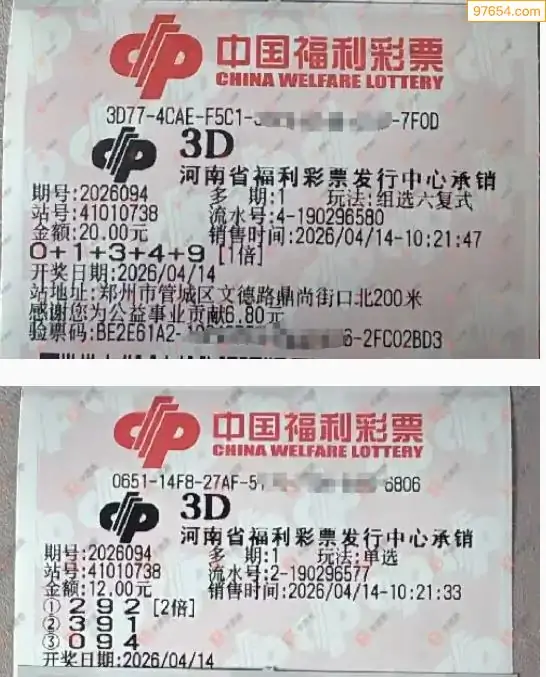 97654.com
中国福利彩票
CHINA WELFARE LOTTERY
3D77-4CAE-F5C1- -7F0D
3D
河南省福利彩票发行中心承销
期号:2026094 多 期:1 玩法:组选六复式
站号:41010738 流水号:4-190296580
金额:20.00元 销售时间:2026/04/14-10:21:47
0+1+3+4+9 [1倍]
开奖日期:2026/04/14
站地址:郑州市管城区文德路鼎尚街口北200米
感谢您为公益事业贡献6.80元
验票码:BE2E61A2- 6-2FC02BD3
中国福利彩票
CHINA WELFARE LOTTERY
0651-14F8-27AF-5 6806
3D
河南省福利彩票发行中心承销
期号:2026094 多 期:1 玩法:单选
站号:41010738 流水号:2-190296577
金额:12.00元 销售时间:2026/04/14-10:21:33
① 292 [2倍]
② 391
③ 094
开奖日期:2026/04/14